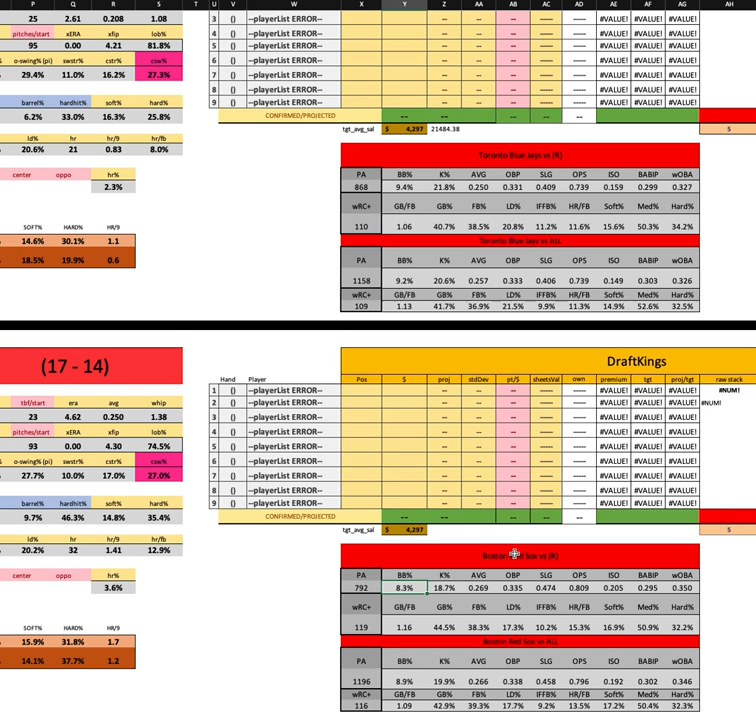 P Q R S T U V W X Y Z AA AB AC AD AE AF AG AH
25 2.61 0.208 1.08 3 () --playerList ERROR-- -- -- ----- ----- #VALUE! #VALUE! #VALUE!
pitches/start xERA xfip lob% 4 () --playerList ERROR-- -- -- ----- ----- #VALUE! #VALUE! #VALUE!
95 0.00 4.21 81.8% 5 () --playerList ERROR-- -- -- ----- ----- #VALUE! #VALUE! #VALUE!
o-swing% (pi) swstr% cstr% csw% 6 () --playerList ERROR-- -- -- ----- ----- #VALUE! #VALUE! #VALUE!
29.4% 11.0% 16.2% 27.3% 7 () --playerList ERROR-- -- -- ----- ----- #VALUE! #VALUE! #VALUE!
8 () --playerList ERROR-- -- -- ----- ----- #VALUE! #VALUE! #VALUE!
barrel% hardhit% soft% hard% 9 () --playerList ERROR-- -- -- ----- ----- #VALUE! #VALUE! #VALUE!
6.2% 33.0% 16.3% 25.8% CONFIRMED/PROJECTED -- -- -- -- --
tgt_avg_sal $ 4,297 21484.38 5
ld% hr hr/9 hr/fb
20.6% 21 0.83 8.0% Toronto Blue Jays vs (R)
center oppo hr% PA BB% K% AVG OBP SLG OPS ISO BABIP wOBA
2.3% 868 9.4% 21.8% 0.250 0.331 0.409 0.739 0.159 0.299 0.327
wRC+ GB/FB GB% FB% LD% IFFB% HR/FB Soft% Med% Hard%
SOFT% HARD% HR/9 110 1.06 40.7% 38.5% 20.8% 11.2% 11.6% 15.6% 50.3% 34.2%
14.6% 30.1% 1.1 Toronto Blue Jays vs ALL
18.5% 19.9% 0.6 PA BB% K% AVG OBP SLG OPS ISO BABIP wOBA
1158 9.2% 20.6% 0.257 0.333 0.406 0.739 0.149 0.303 0.326
wRC+ GB/FB GB% FB% LD% IFFB% HR/FB Soft% Med% Hard%
109 1.13 41.7% 36.9% 21.5% 9.9% 11.3% 14.9% 52.6% 32.5%
(17 - 14) DraftKings
Hand Player Pos $ proj stdDev pt/$ sheetsVal own premium tgt proj/tgt raw stack
1 () --playerList ERROR-- -- -- ----- ----- #VALUE! #VALUE! #VALUE! #NUM!
tbf/start era avg whip 2 () --playerList ERROR-- -- -- ----- ----- #VALUE! #VALUE! #VALUE! #NUM!
23 4.62 0.250 1.38 3 () --playerList ERROR-- -- -- ----- ----- #VALUE! #VALUE! #VALUE!
pitches/start xERA xfip lob% 4 () --playerList ERROR-- -- -- ----- ----- #VALUE! #VALUE! #VALUE!
93 0.00 4.30 74.5% 5 () --playerList ERROR-- -- -- ----- ----- #VALUE! #VALUE! #VALUE!
o-swing% (pi) swstr% cstr% csw% 6 () --playerList ERROR-- -- -- ----- ----- #VALUE! #VALUE! #VALUE!
27.7% 10.0% 17.0% 27.0% 7 () --playerList ERROR-- -- -- ----- ----- #VALUE! #VALUE! #VALUE!
8 () --playerList ERROR-- -- -- ----- ----- #VALUE! #VALUE! #VALUE!
barrel% hardhit% soft% hard% 9 () --playerList ERROR-- -- -- ----- ----- #VALUE! #VALUE! #VALUE!
9.7% 46.3% 14.8% 35.4% CONFIRMED/PROJECTED -- -- -- -- --
tgt_avg_sal $ 4,297 5
ld% hr hr/9 hr/fb
20.2% 32 1.41 12.9% Boston Red Sox vs (R)
center oppo hr% PA BB% K% AVG OBP SLG OPS ISO BABIP wOBA
3.6% 792 8.3% 18.7% 0.269 0.335 0.474 0.809 0.205 0.295 0.350
wRC+ GB/FB GB% FB% LD% IFFB% HR/FB Soft% Med% Hard%
SOFT% HARD% HR/9 119 1.16 44.5% 38.3% 17.3% 10.2% 15.3% 16.9% 50.9% 32.2%
15.9% 31.8% 1.7 Boston Red Sox vs ALL
14.1% 37.7% 1.2 PA BB% K% AVG OBP SLG OPS ISO BABIP wOBA
1196 8.9% 19.9% 0.266 0.338 0.458 0.796 0.192 0.302 0.346
wRC+ GB/FB GB% FB% LD% IFFB% HR/FB Soft% Med% Hard%
116 1.09 42.9% 39.3% 17.7% 9.2% 13.5% 17.2% 50.4% 32.3%